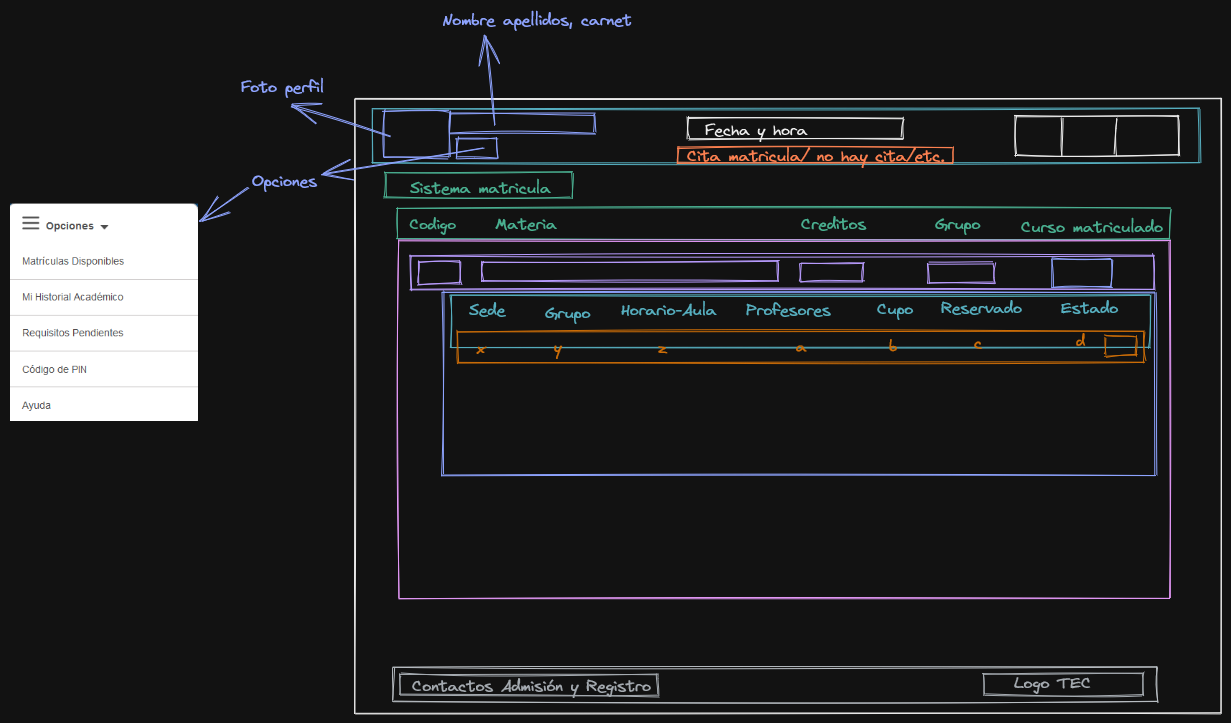 Nombre apellidos, carnet
Foto perfil
Opciones
Opciones
Matrículas Disponibles
Mi Historial Académico
Requisitos Pendientes
Código de PIN
Ayuda
Fecha y hora
Cita matricula/ no hay cita/etc.
Sistema matricula
Codigo Materia Creditos Grupo Curso matriculado
Sede Grupo Horario-Aula Profesores Cupo Reservado Estado
x y z a b c d
Contactos Admisión y Registro
Logo TEC